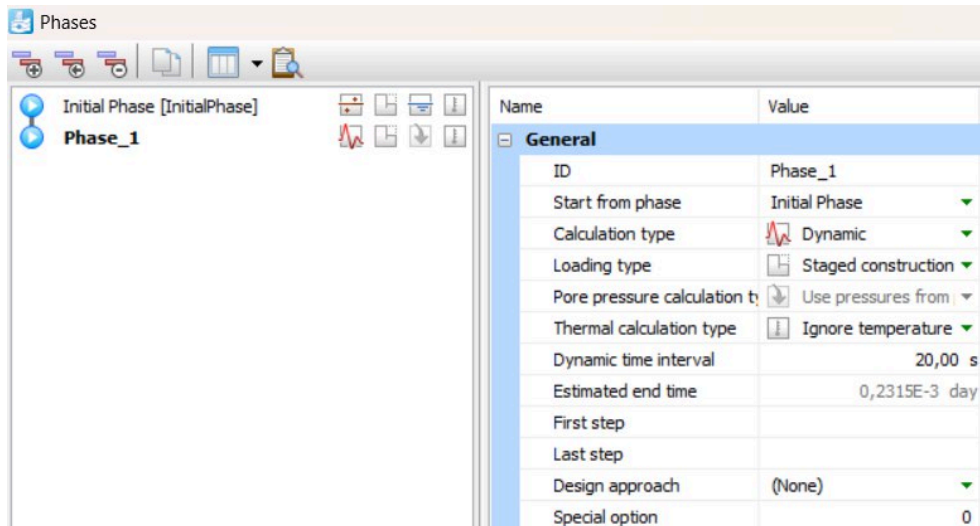 Phases
Initial Phase [InitialPhase]
Phase_1
Name Value
General
ID Phase_1
Start from phase Initial Phase
Calculation type Dynamic
Loading type Staged construction
Pore pressure calculation ty Use pressures from
Thermal calculation type Ignore temperature
Dynamic time interval 20,00 s
Estimated end time 0,2315E-3 day
First step
Last step
Design approach (None)
Special option 0